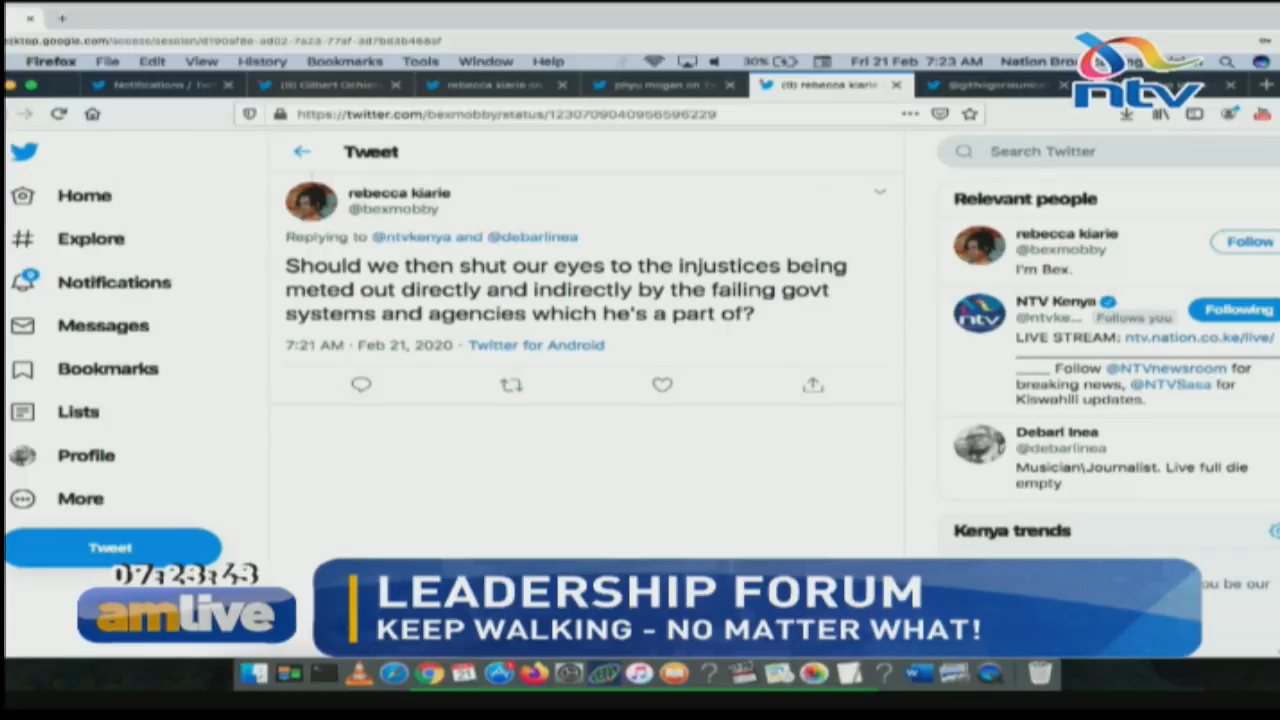 Firefox File Edit View History Bookmarks Tools Window Help
30%
Fri 21 Feb 7:23 AM
ntv
https://twitter.com/bexmobby/status/1230709040956596229
Tweet
Search Twitter
Home
Explore
Notifications
Messages
Bookmarks
Lists
Profile
More
Tweet
rebecca kiarie
@bexmobby
Replying to @ntvkenya and @debarlinea
Should we then shut our eyes to the injustices being
meted out directly and indirectly by the failing govt
systems and agencies which he's a part of?
7:21 AM · Feb 21, 2020 · Twitter for Android
Relevant people
rebecca kiarie
@bexmobby
Follow
I'm Bex.
NTV Kenya
@ntvke... Follows you
Following
LIVE STREAM: ntv.nation.co.ke/live/
Follow @NTVnewsroom for
breaking news, @NTVSasa for
Kiswahili updates.
Debarl Inea
@debarlinea
Musician\Journalist. Live full die
empty
Kenya trends
07:23:43
amlive
LEADERSHIP FORUM
KEEP WALKING - NO MATTER WHAT!